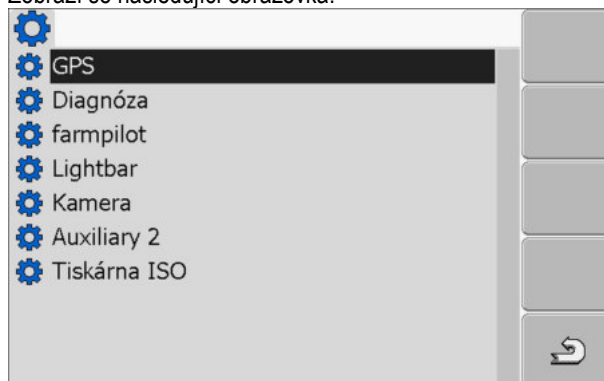 Zobrazí se následující obrazovka:
GPS
Diagnóza
farmpilot
Lightbar
Kamera
Auxiliary 2
Tiskárna ISO